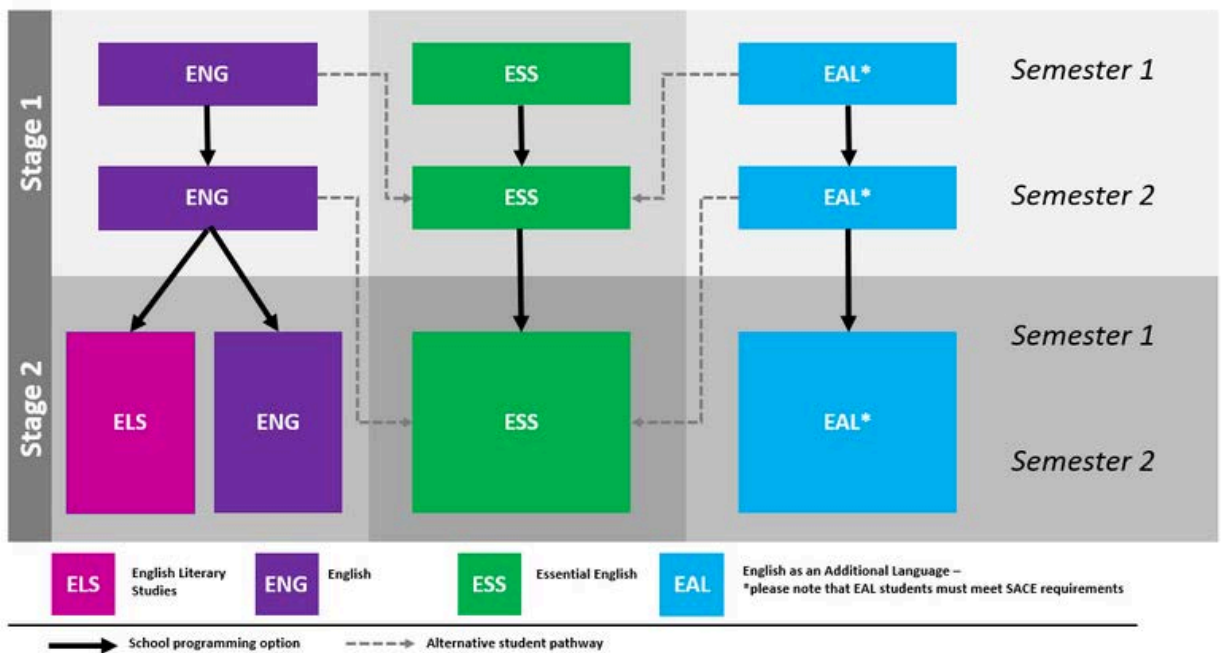 Stage 1
ENG
ESS
EAL*
Semester 1
ENG
ESS
EAL*
Semester 2
Stage 2
ELS
ENG
ESS
EAL*
Semester 1
Semester 2
ELS
English Literary
Studies
ENG
English
ESS
Essential English
EAL
English as an Additional Language –
*please note that EAL students must meet SACE requirements
School programming option
Alternative student pathway